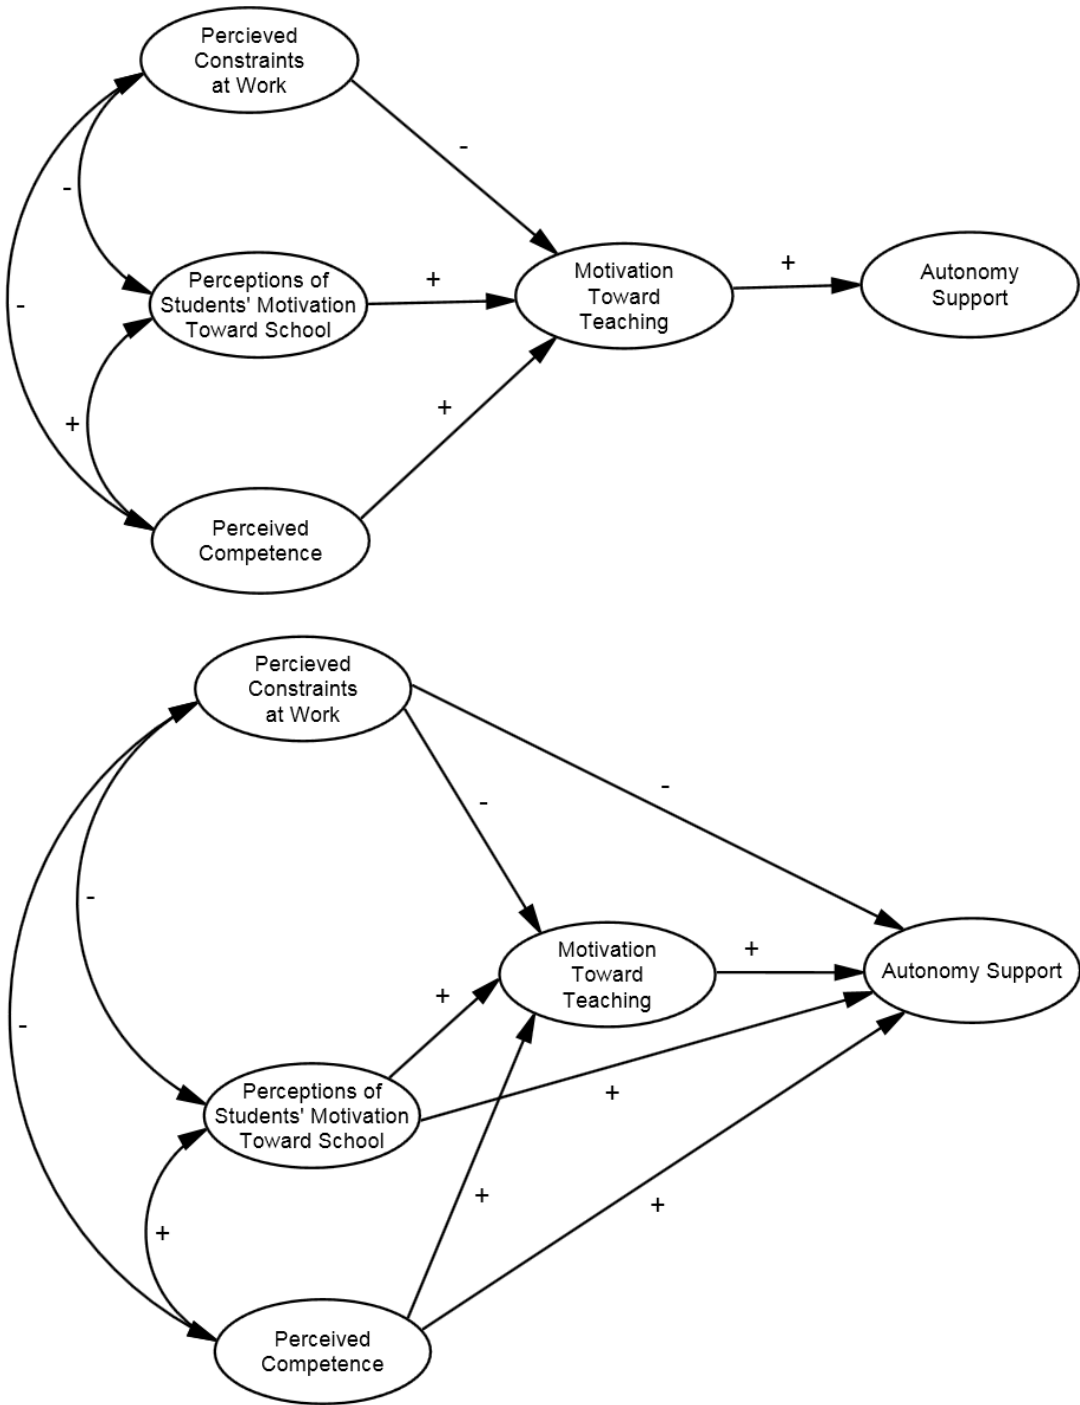 Percieved
Constraints
at Work
-
-
-
Perceptions of
Students' Motivation
Toward School
+
Motivation
Toward
Teaching
+
Autonomy
Support
+
+
Perceived
Competence
Percieved
Constraints
at Work
-
-
-
-
Motivation
Toward
Teaching
+
Autonomy Support
+
Perceptions of
Students' Motivation
Toward School
+
+
+
+
Perceived
Competence